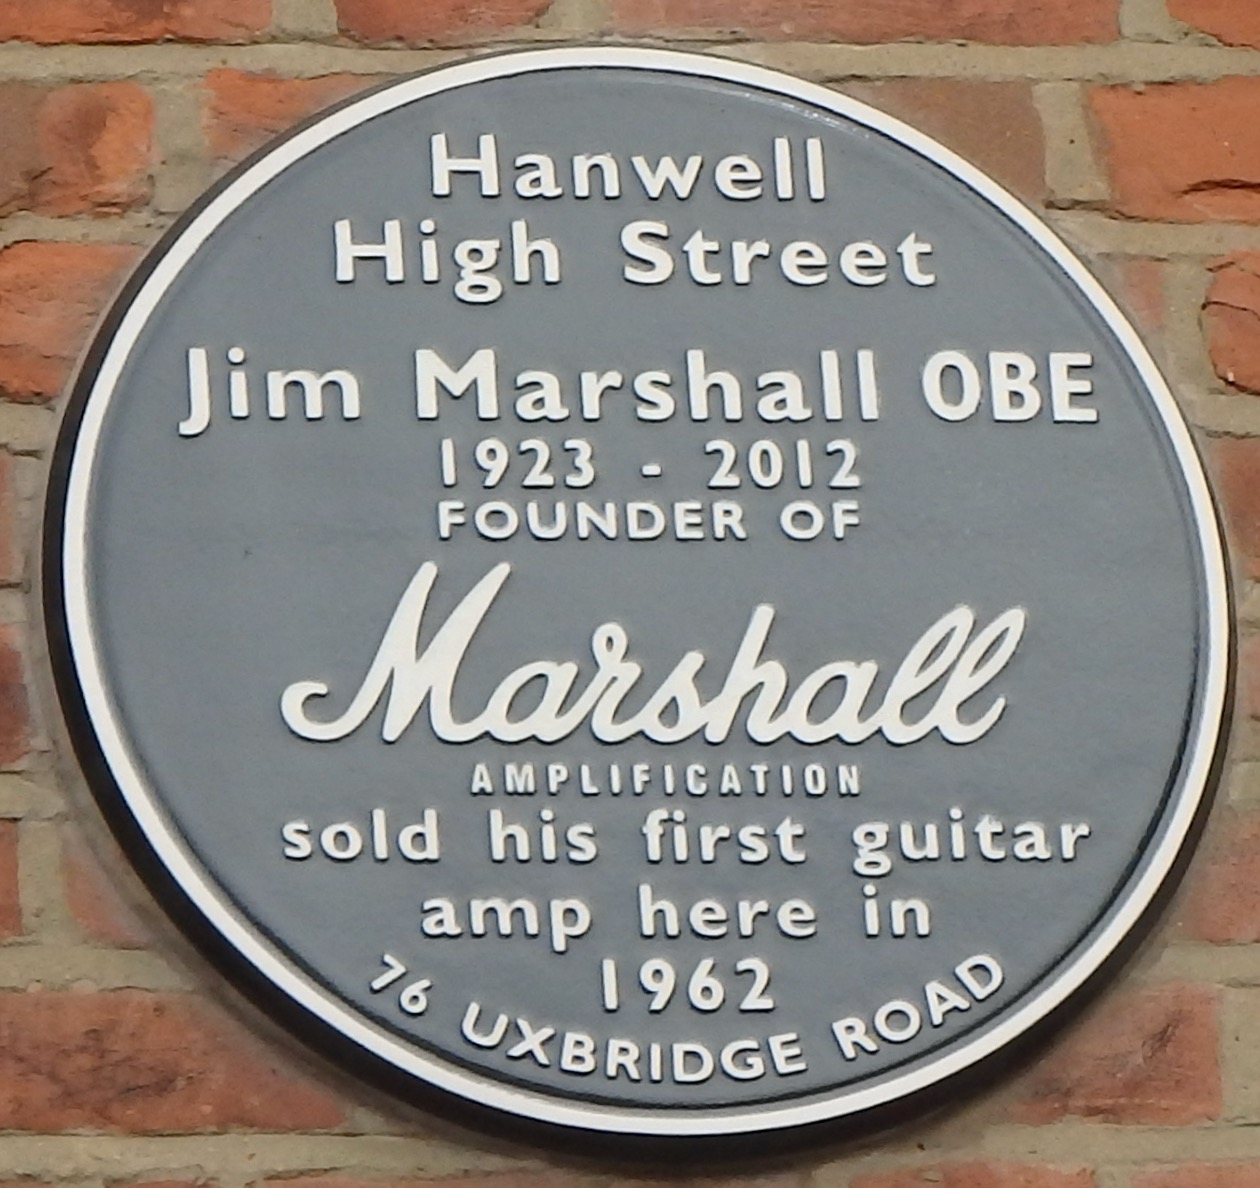 Hanwell
High Street
Jim Marshall OBE
1923 - 2012
FOUNDER OF
Marshall
AMPLIFICATION
sold his first guitar
amp here in
1962
76 UXBRIDGE ROAD